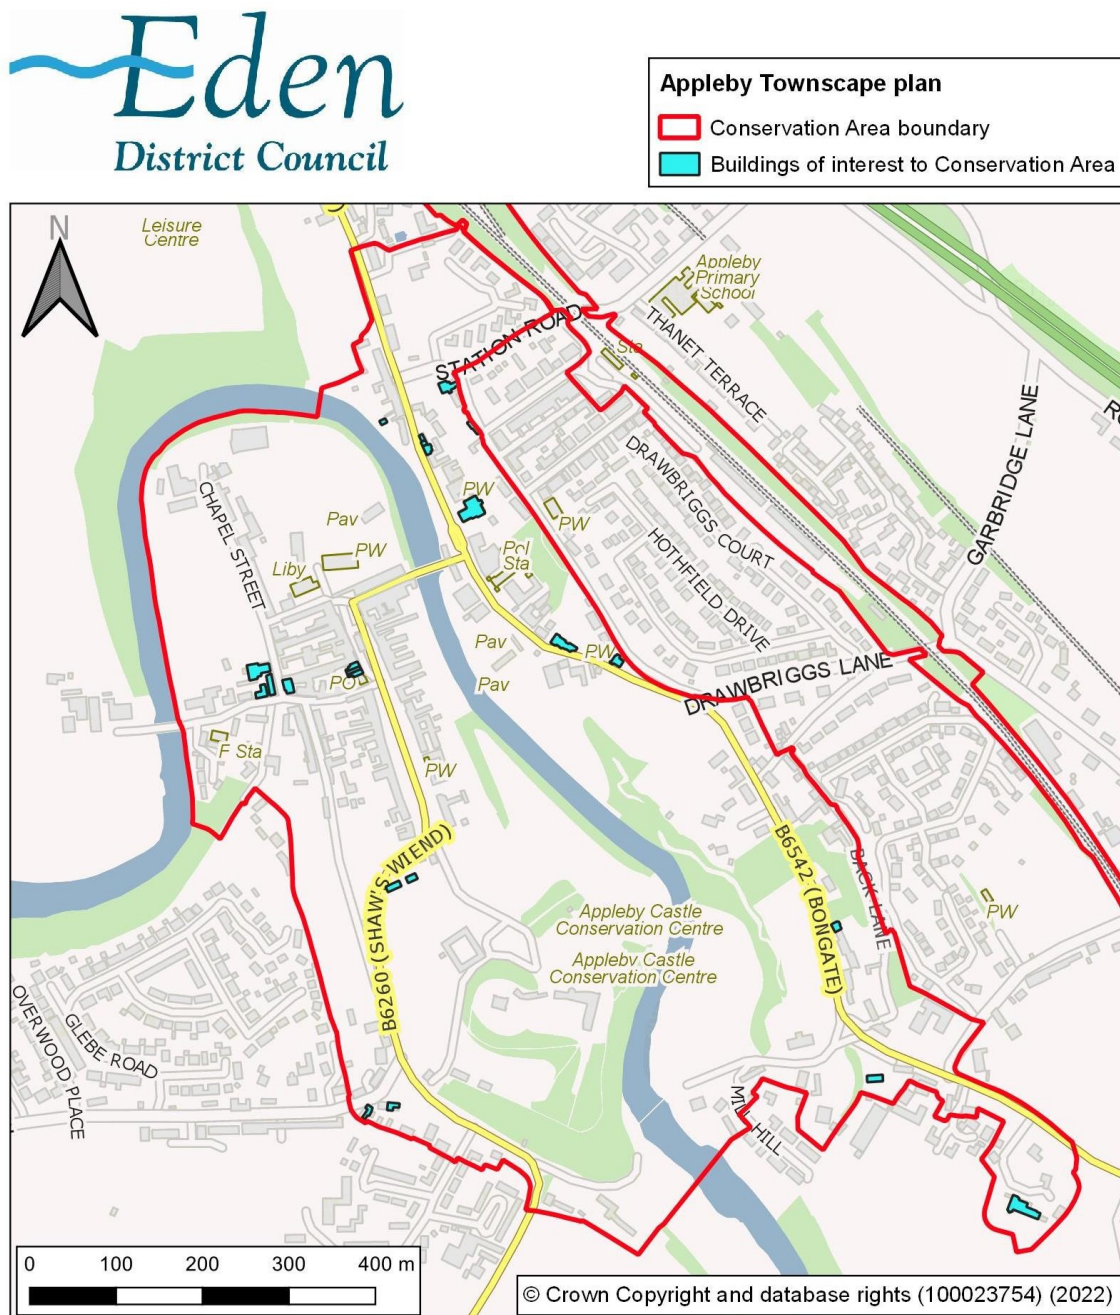 Eden
District Council
Appleby Townscape plan
Conservation Area boundary
Buildings of interest to Conservation Area
N
Leisure
Centre
Appleby
Primary
School
STATION ROAD
Sta
THANET TERRACE
GARBRIDGE LANE
CHAPEL STREET
Pav
PW
Liby
PW
PW
Pol
Sta
DRAWBRIGGS COURT
HOTHFIELD DRIVE
PO
Pav
Pav
PW
DRAWBRIGGS LANE
F Sta
PW
B6260 (SHAW'S WIEND)
B6542 (BONGATE)
BACK LANE
PW
Appleby Castle
Conservation Centre
Appleby Castle
Conservation Centre
OVERWOOD PLACE
GLEBE ROAD
MILL HILL
0 100 200 300 400 m
© Crown Copyright and database rights (100023754) (2022)